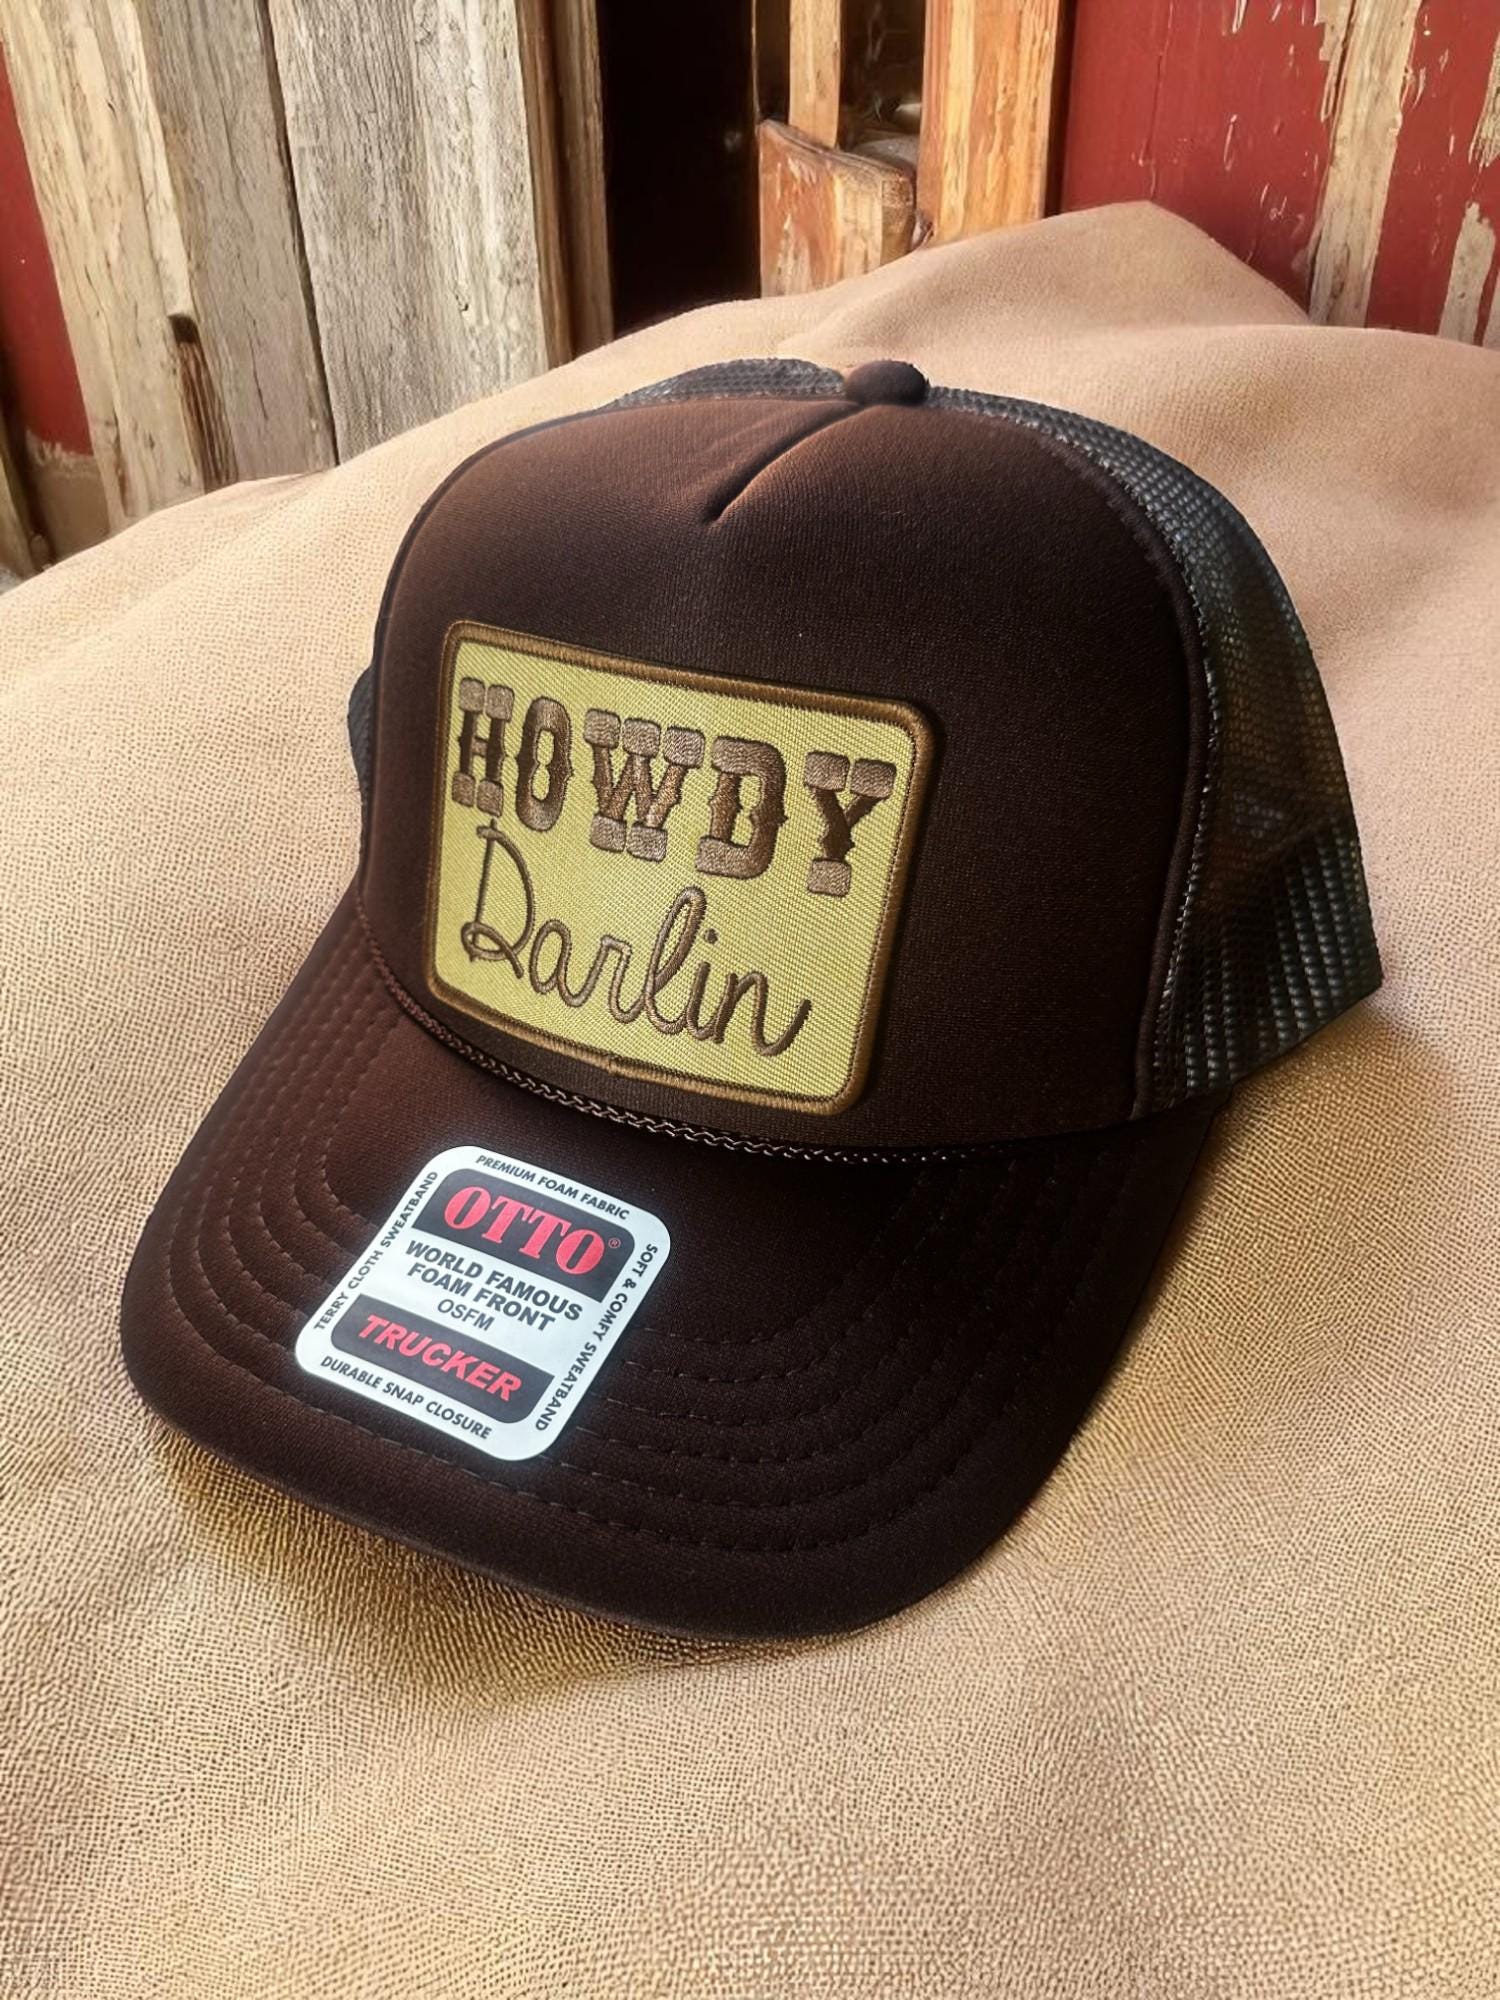 HOWDY
Darlin
PREMIUM FOAM FABRIC
OTTO®
WORLD FAMOUS
FOAM FRONT
OSFM
TRUCKER
DURABLE SNAP CLOSURE
TERRY CLOTH SWEATBAND
SOFT & COMFY SWEATBAND